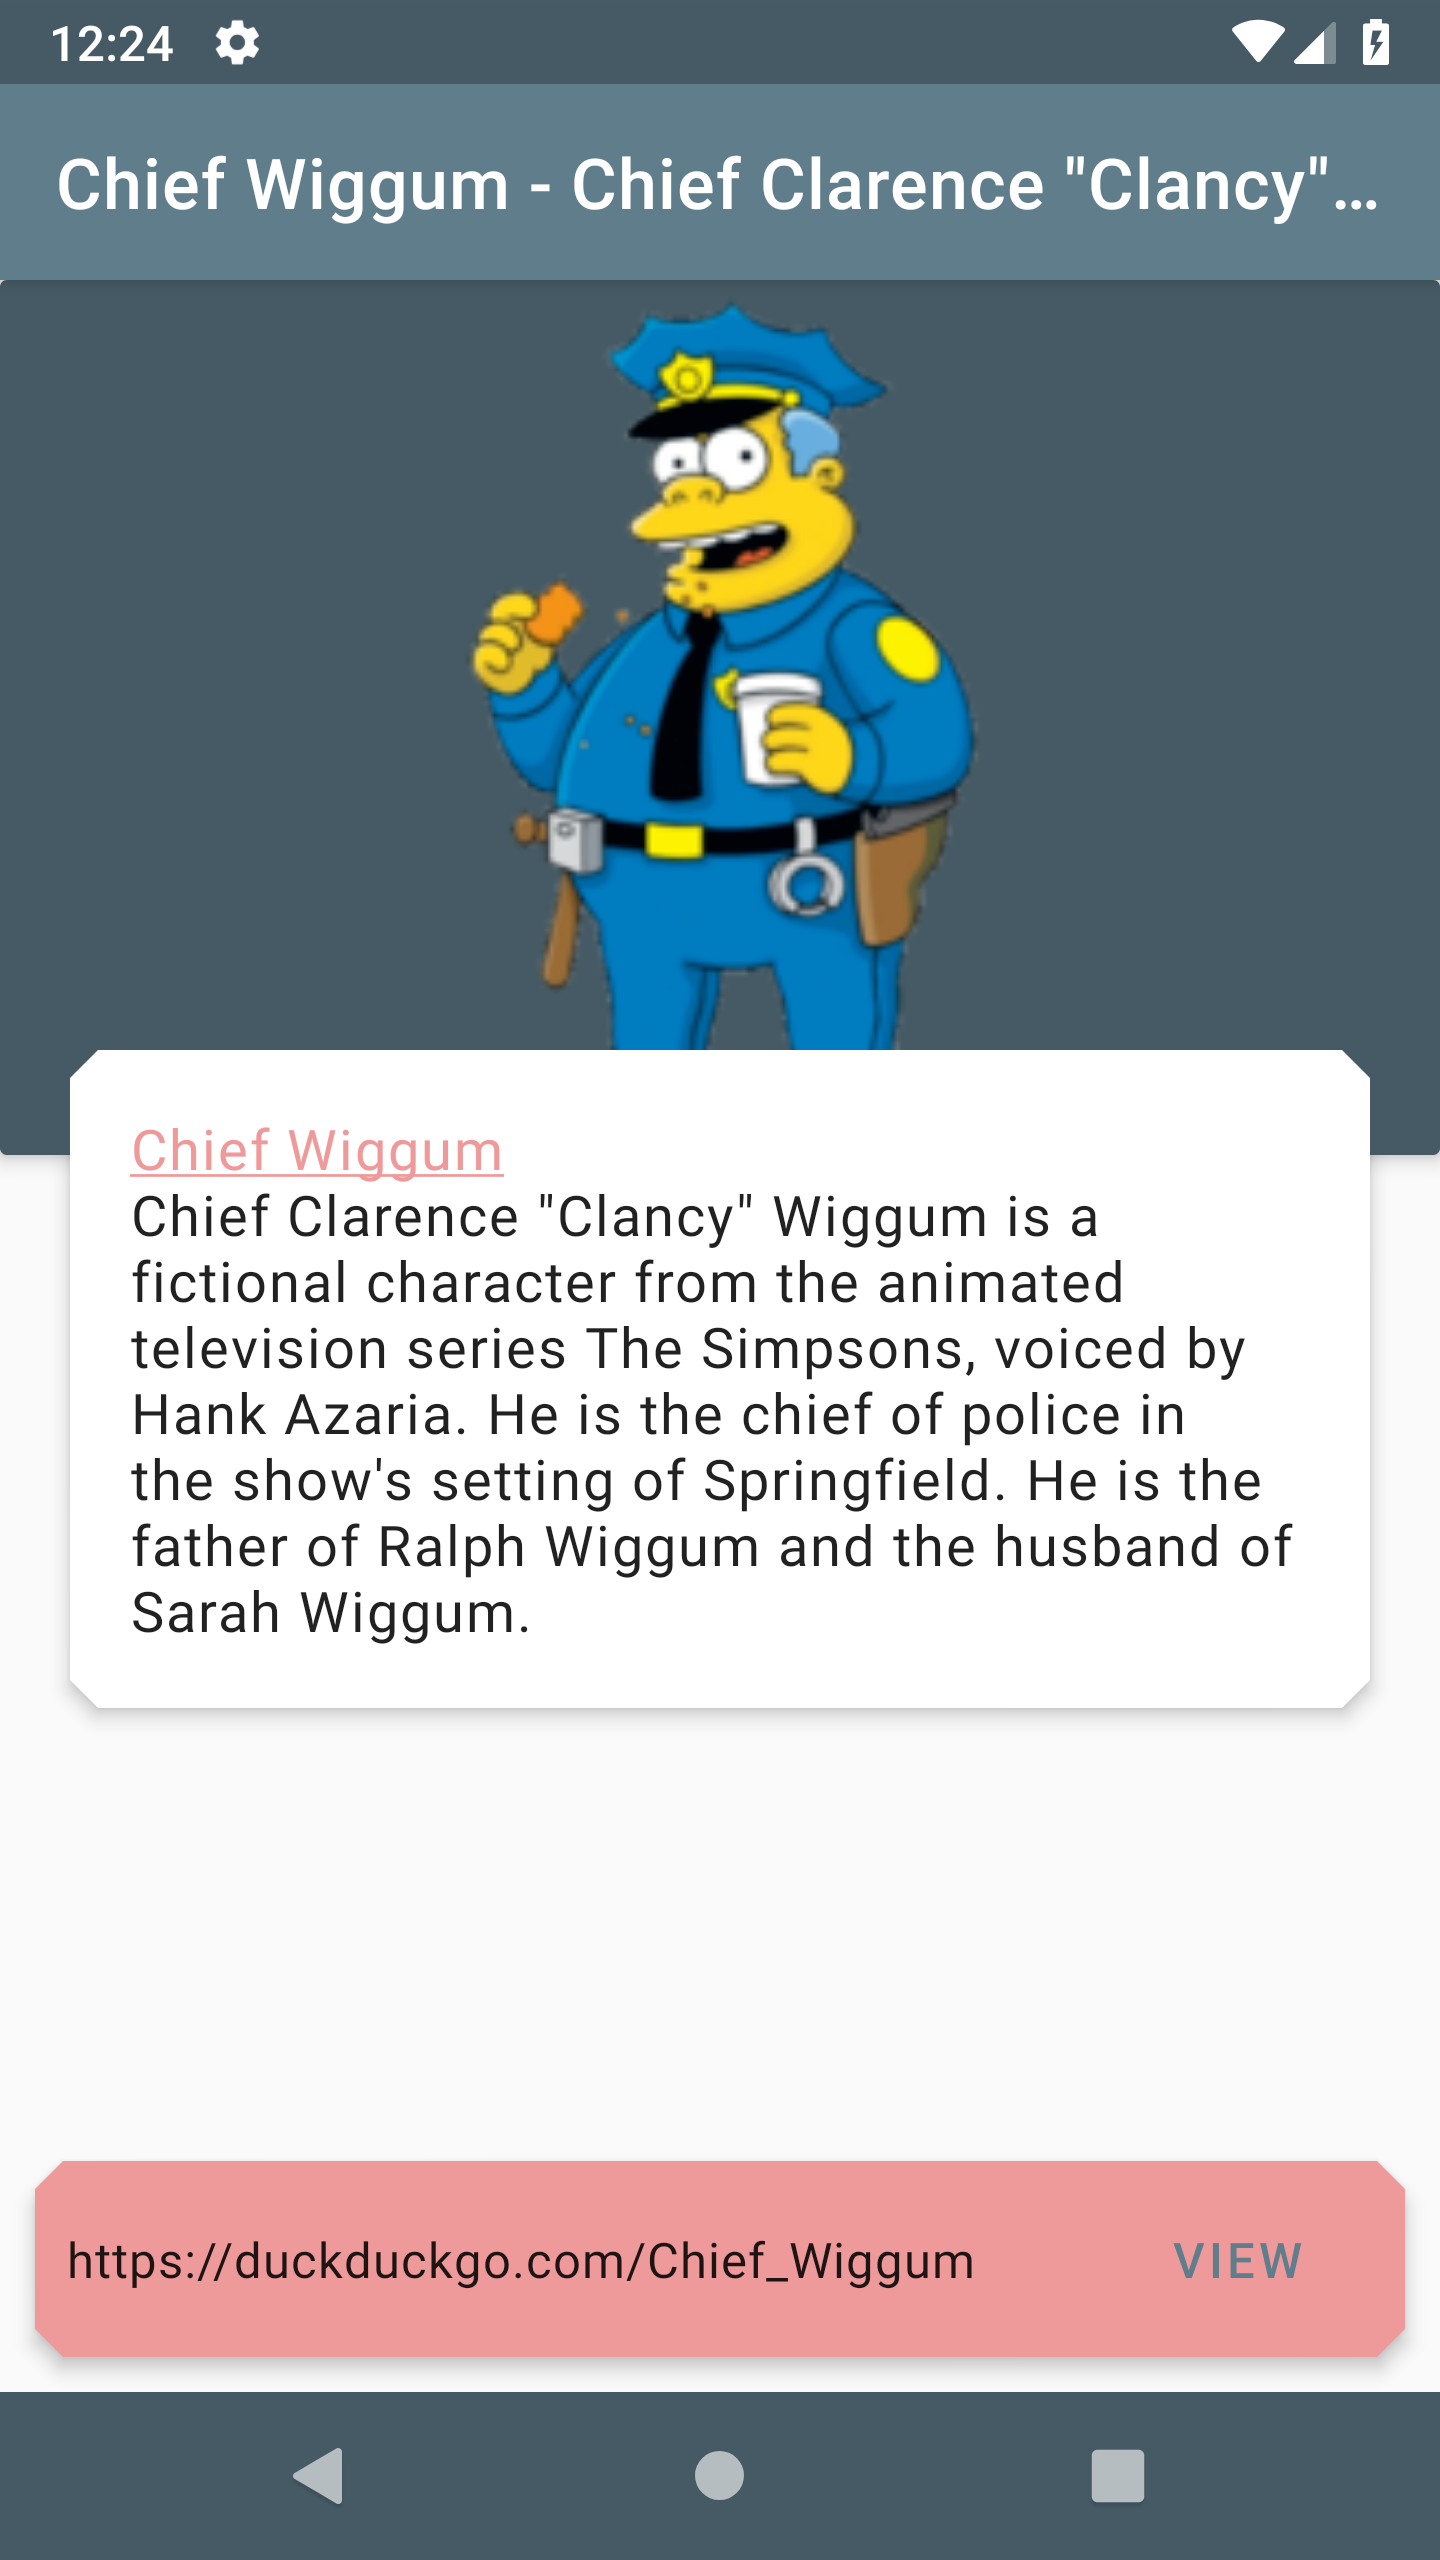 12:24
Chief Wiggum - Chief Clarence "Clancy"…
Chief Wiggum
Chief Clarence "Clancy" Wiggum is a
fictional character from the animated
television series The Simpsons, voiced by
Hank Azaria. He is the chief of police in
the show's setting of Springfield. He is the
father of Ralph Wiggum and the husband of
Sarah Wiggum.
https://duckduckgo.com/Chief_Wiggum
VIEW